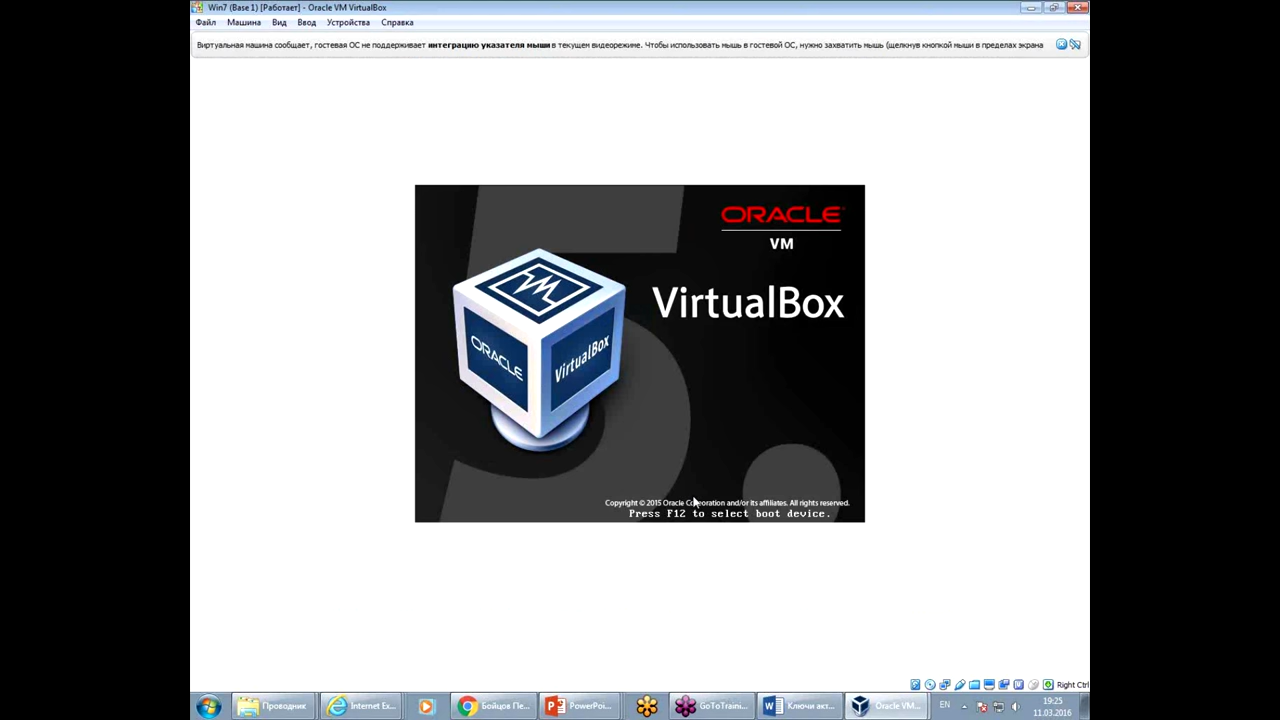 Win7 (Base 1) [Работает] - Oracle VM VirtualBox
Файл Машина Вид Ввод Устройства Справка
Виртуальная машина сообщает, гостевая ОС не поддерживает интеграцию указателя мыши в текущем видеорежиме. Чтобы использовать мышь в гостевой ОС, нужно захватить мышь (щелкнув кнопкой мыши в пределах экрана
ORACLE
VM
VirtualBox
ORACLE
VirtualBox
Copyright © 2015 Oracle Corporation and/or its affiliates. All rights reserved.
Press F12 to select boot device.
Right Ctrl
Проводник
Internet Ex...
Бойцов Пе...
PowerPoi...
GoToTraini...
Ключи акт...
Oracle VM...
EN
19:25
11.03.2016